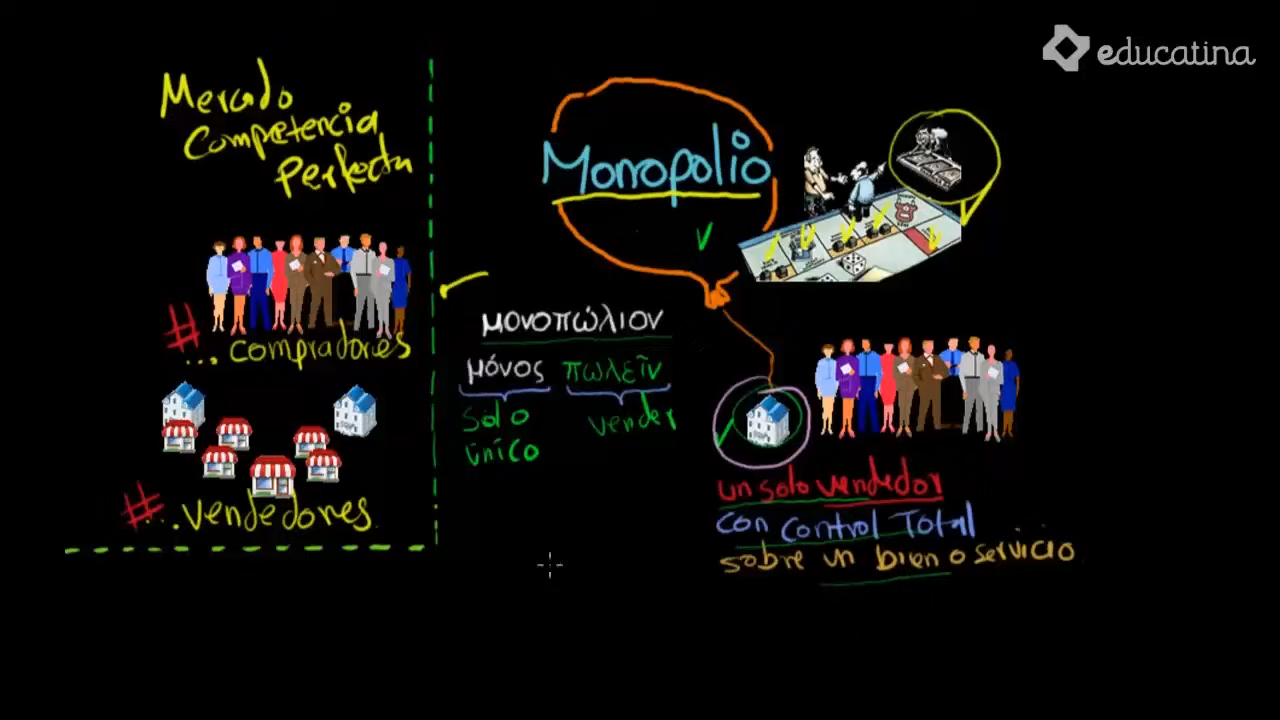 educatina
Mercado
Competencia
Perfecta
# ... compradores
# ... vendedores
Monopolio
μονοπώλιον
μόνος πωλεῖν
solo vender
único
un solo vendedor
con control Total
sobre un bien o servicio